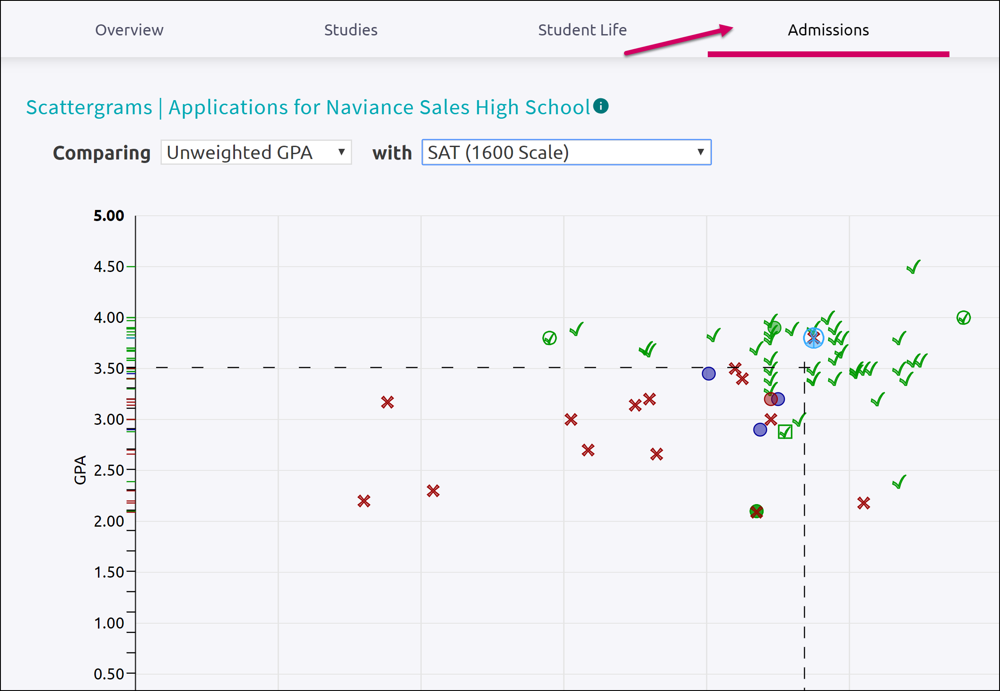 Overview Studies Student Life Admissions
Scattergrams | Applications for Naviance Sales High School
Comparing Unweighted GPA with SAT (1600 Scale)
5.00
4.50
4.00
3.50
3.00
GPA
2.50
2.00
1.50
1.00
0.50